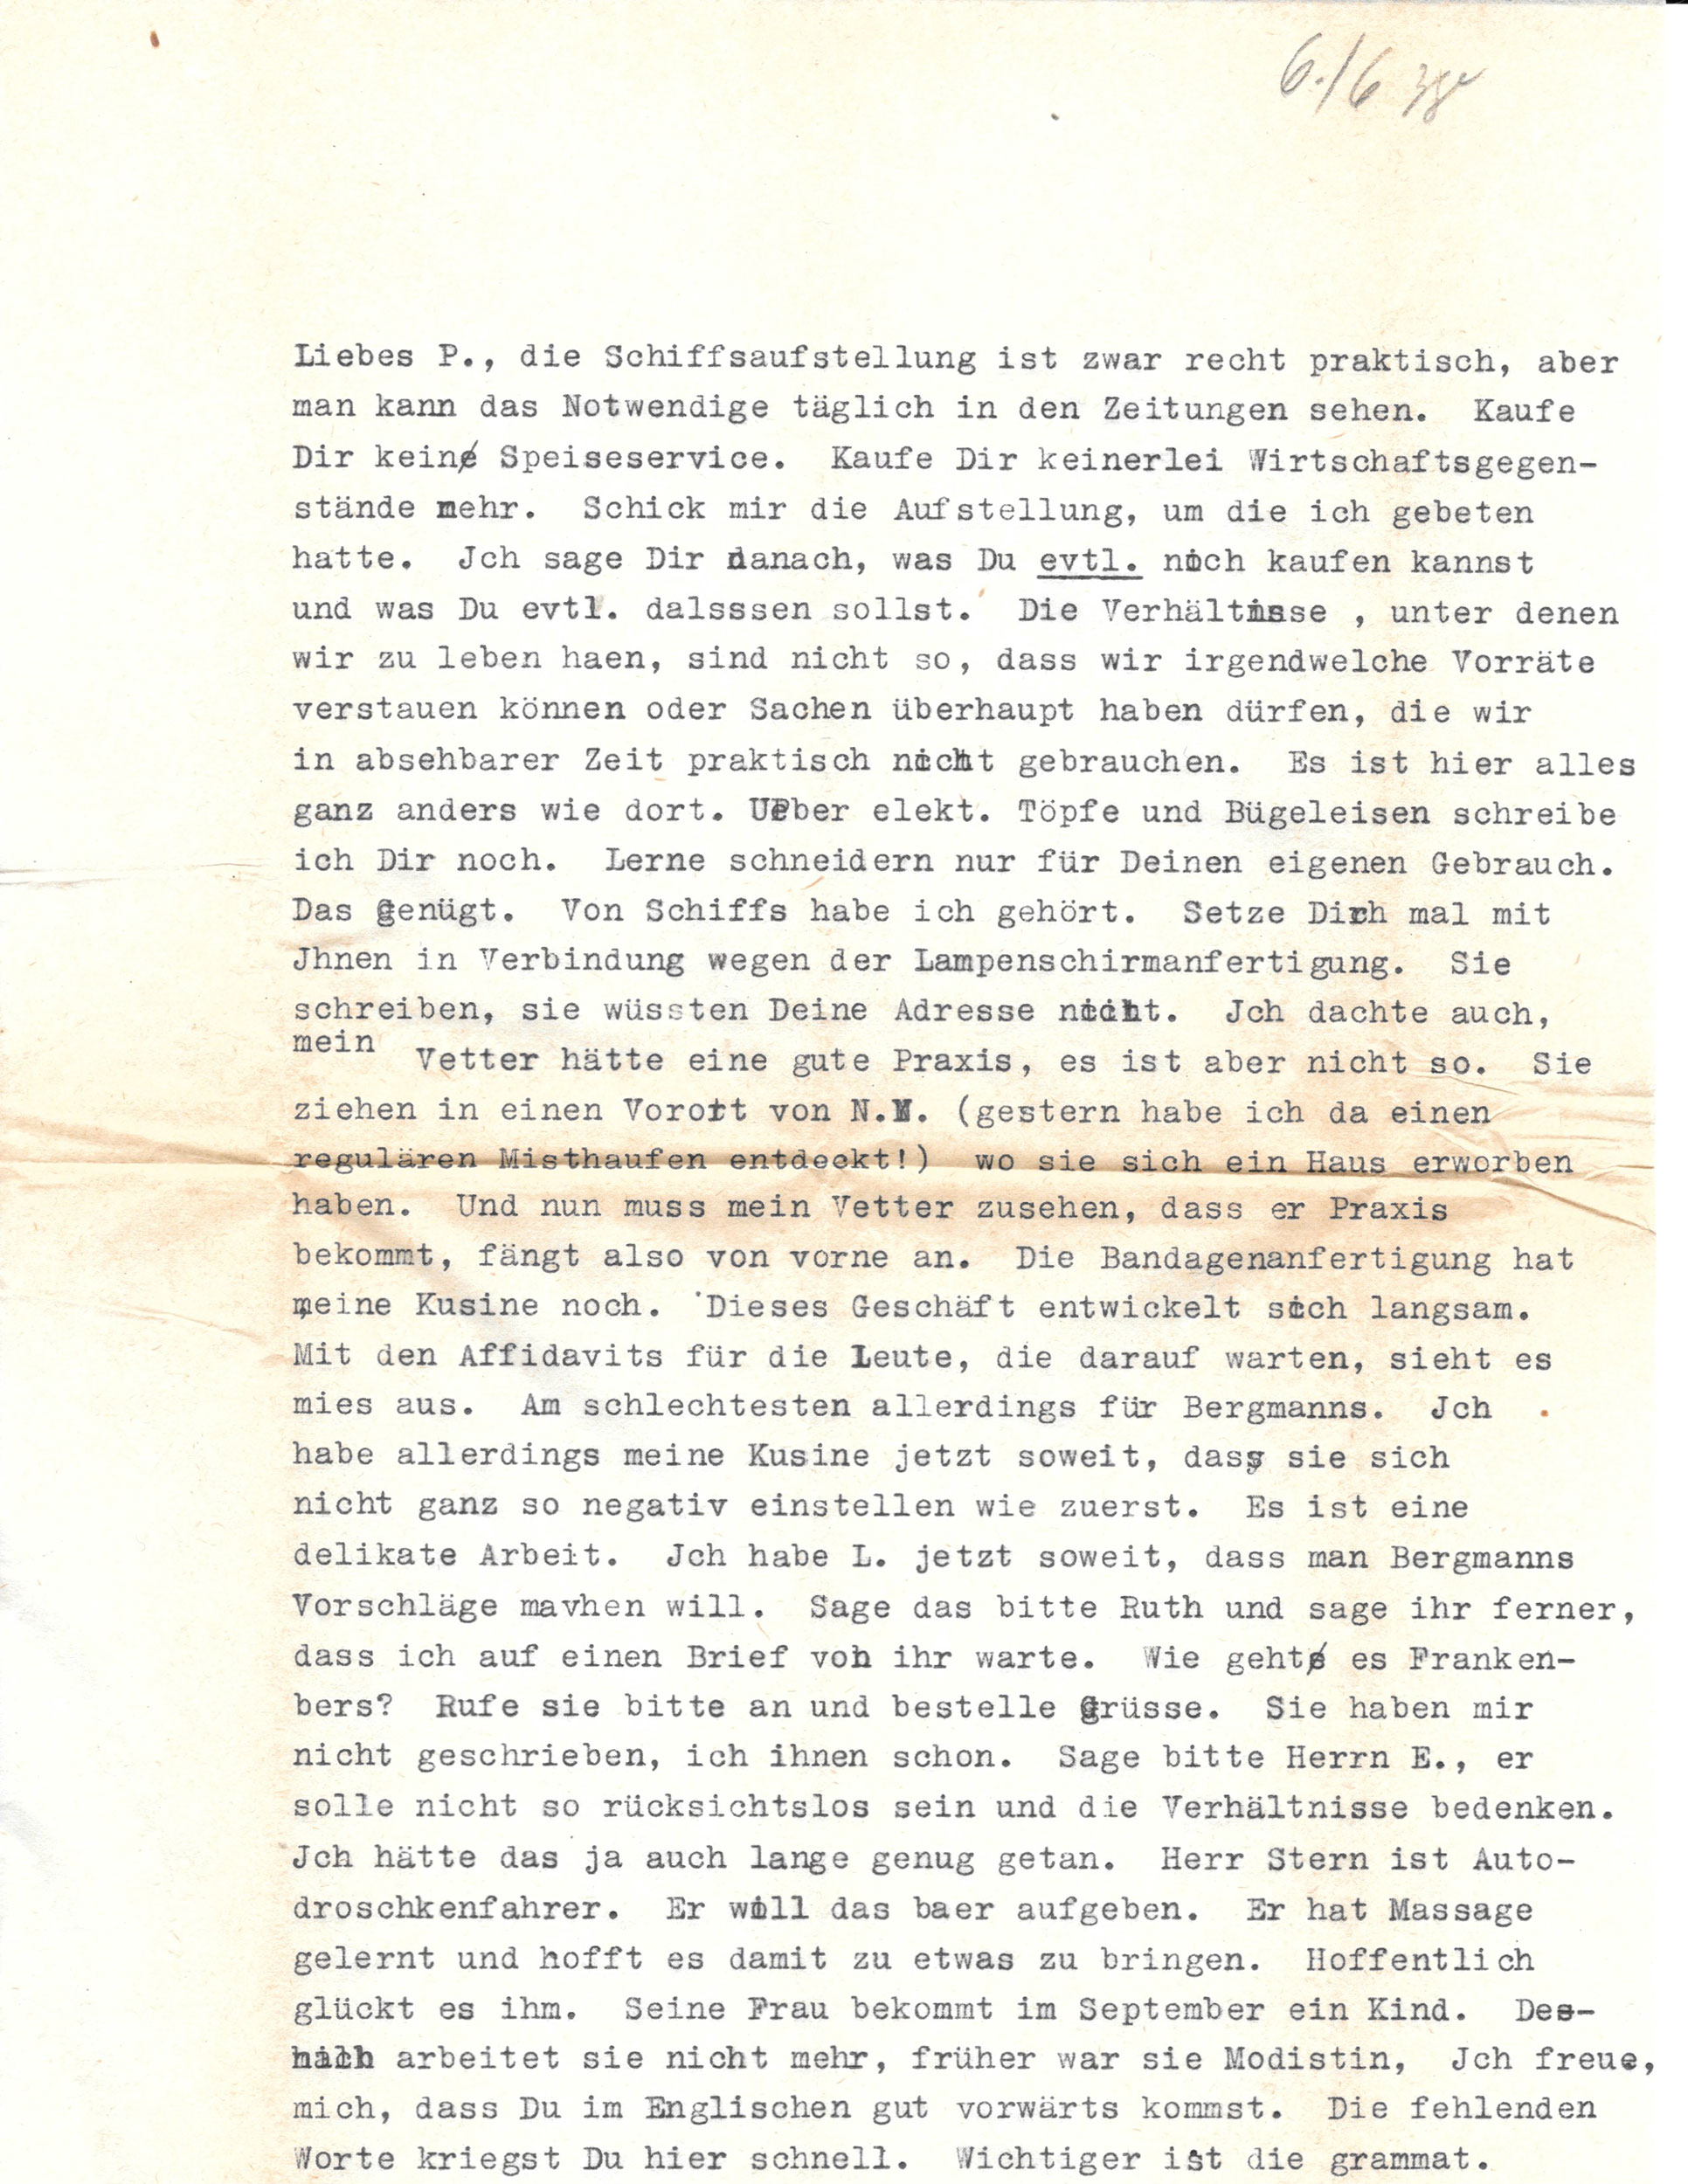 6./6 38
Liebes P., die Schiffsaufstellung ist zwar recht praktisch, aber
man kann das Notwendige täglich in den Zeitungen sehen. Kaufe
Dir kein Speiseservice. Kaufe Dir keinerlei Wirtschaftsgegen-
stände mehr. Schick mir die Aufstellung, um die ich gebeten
hatte. Jch sage Dir danach, was Du evtl. noch kaufen kannst
und was Du evtl. dalsssen sollst. Die Verhältnisse , unter denen
wir zu leben haen, sind nicht so, dass wir irgendwelche Vorräte
verstauen können oder Sachen überhaupt haben dürfen, die wir
in absehbarer Zeit praktisch nicht gebrauchen. Es ist hier alles
ganz anders wie dort. Ueber elekt. Töpfe und Bügeleisen schreibe
ich Dir noch. Lerne schneidern nur für Deinen eigenen Gebrauch.
Das genügt. Von Schiffs habe ich gehört. Setze Dich mal mit
Jhnen in Verbindung wegen der Lampenschirmanfertigung. Sie
schreiben, sie wüssten Deine Adresse nicht. Jch dachte auch,
mein Vetter hätte eine gute Praxis, es ist aber nicht so. Sie
ziehen in einen Vorort von N.Y. (gestern habe ich da einen
regulären Misthaufen entdeckt!) wo sie sich ein Haus erworben
haben. Und nun muss mein Vetter zusehen, dass er Praxis
bekommt, fängt also von vorne an. Die Bandagenanfertigung hat
meine Kusine noch. Dieses Geschäft entwickelt sich langsam.
Mit den Affidavits für die Leute, die darauf warten, sieht es
mies aus. Am schlechtesten allerdings für Bergmanns. Jch
habe allerdings meine Kusine jetzt soweit, dass sie sich
nicht ganz so negativ einstellen wie zuerst. Es ist eine
delikate Arbeit. Jch habe L. jetzt soweit, dass man Bergmanns
Vorschläge mavhen will. Sage das bitte Ruth und sage ihr ferner,
dass ich auf einen Brief von ihr warte. Wie geht es Franken-
bers? Rufe sie bitte an und bestelle Grüsse. Sie haben mir
nicht geschrieben, ich ihnen schon. Sage bitte Herrn E., er
solle nicht so rücksichtslos sein und die Verhältnisse bedenken.
Jch hätte das ja auch lange genug getan. Herr Stern ist Auto-
droschkenfahrer. Er will das baer aufgeben. Er hat Massage
gelernt und hofft es damit zu etwas zu bringen. Hoffentlich
glückt es ihm. Seine Frau bekommt im September ein Kind. Des-
halb arbeitet sie nicht mehr, früher war sie Modistin, Jch freue,
mich, dass Du im Englischen gut vorwärts kommst. Die fehlenden
Worte kriegst Du hier schnell. Wichtiger ist die grammat.